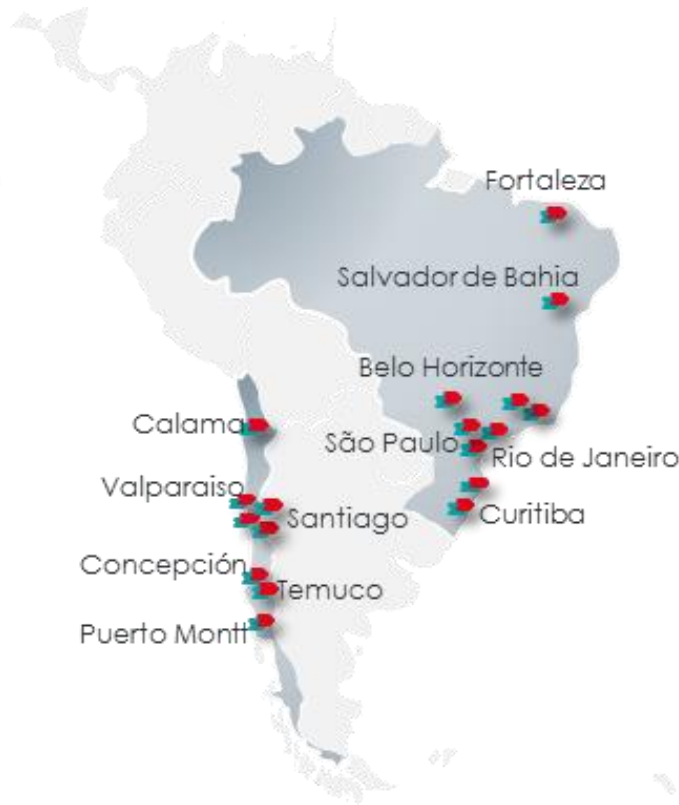 Fortaleza
Salvador de Bahia
Belo Horizonte
Calama
São Paulo
Rio de Janeiro
Valparaiso
Santiago
Curitiba
Concepción
Temuco
Puerto Montt